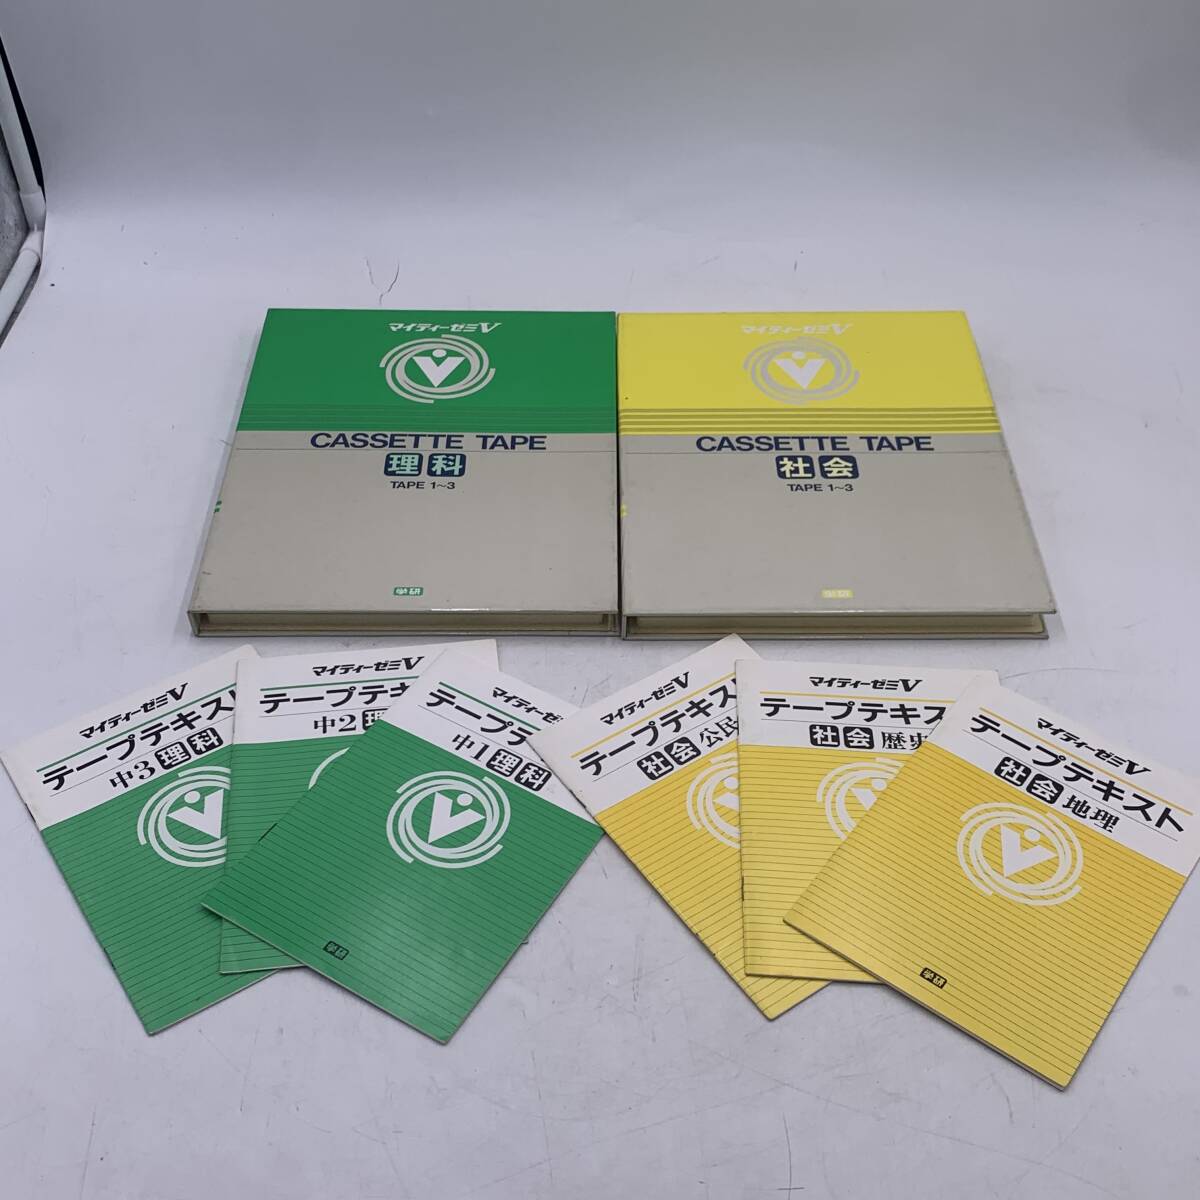 マイティーゼミV
CASSETTE TAPE
理科
TAPE 1~3
学研
マイティーゼミV
CASSETTE TAPE
社会
TAPE 1~3
学研
マイティーゼミV
テープテキスト
中3 理科
マイティーゼミV
テープテキ
中2 理
マイティーゼ
テープテ
中1 理科
学研
マイティーゼミV
テープテキスト
社会 公民
マイティーゼミV
テープテキス
社会 歴史
マイティーゼミV
テープテキスト
社会 地理
学研